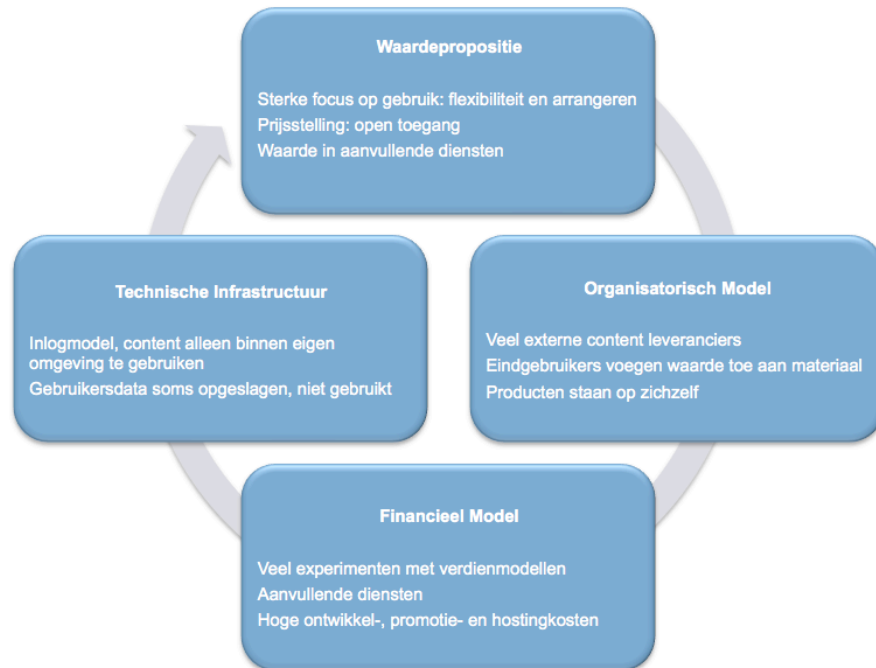 Waardepropositie
Sterke focus op gebruik: flexibiliteit en arrangeren
Prijsstelling: open toegang
Waarde in aanvullende diensten
Technische Infrastructuur
Inlogmodel, content alleen binnen eigen
omgeving te gebruiken
Gebruikersdata soms opgeslagen, niet gebruikt
Organisatorisch Model
Veel externe content leveranciers
Eindgebruikers voegen waarde toe aan materiaal
Producten staan op zichzelf
Financieel Model
Veel experimenten met verdienmodellen
Aanvullende diensten
Hoge ontwikkel-, promotie- en hostingkosten